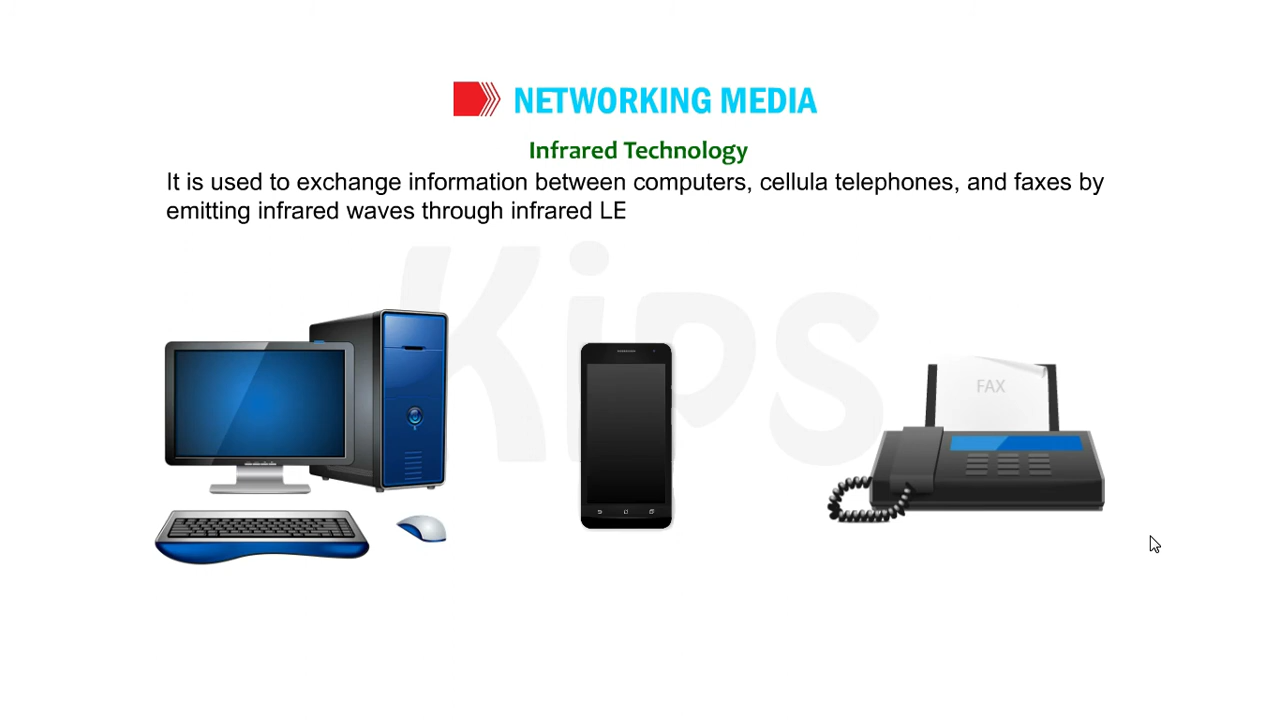 NETWORKING MEDIA
Infrared Technology
It is used to exchange information between computers, cellula telephones, and faxes by
emitting infrared waves through infrared LE
Kips
FAX